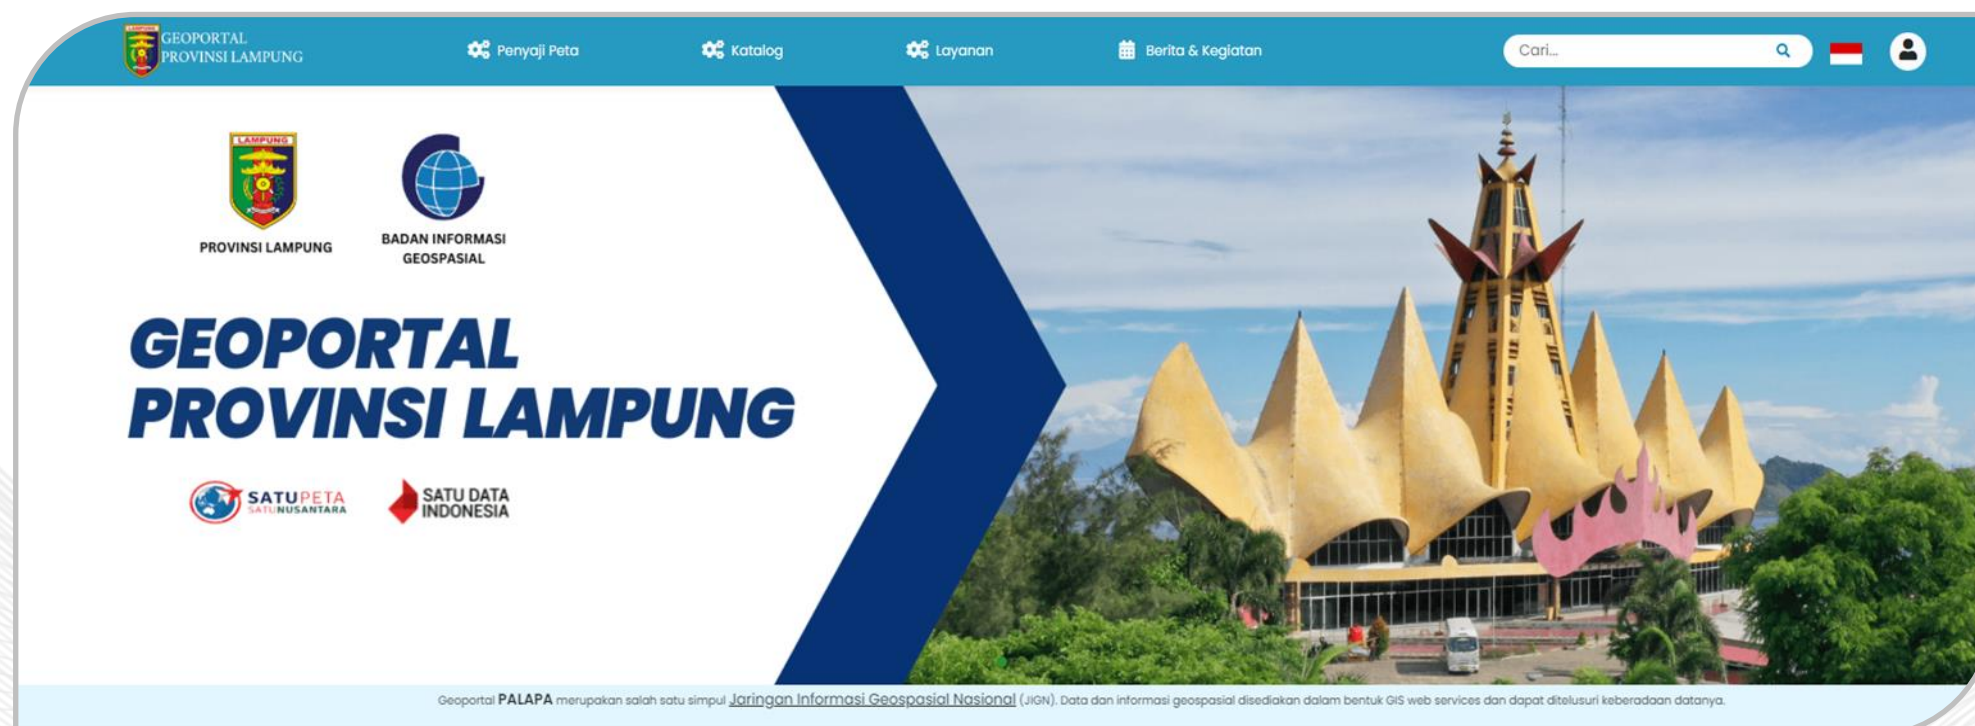 GEOPORTAL
PROVINSI LAMPUNG
Penyaji Peta
Katalog
Layanan
Berita & Kegiatan
Cari...
LAMPUNG
PROVINSI LAMPUNG
BADAN INFORMASI
GEOSPASIAL
GEOPORTAL
PROVINSI LAMPUNG
SATUPETA
SATUNUSANTARA
SATU DATA
INDONESIA
Geoportal PALAPA merupakan salah satu simpul Jaringan Informasi Geospasial Nasional (JIGN). Data dan informasi geospasial disediakan dalam bentuk GIS web services dan dapat ditelusuri keberadaan datanya.